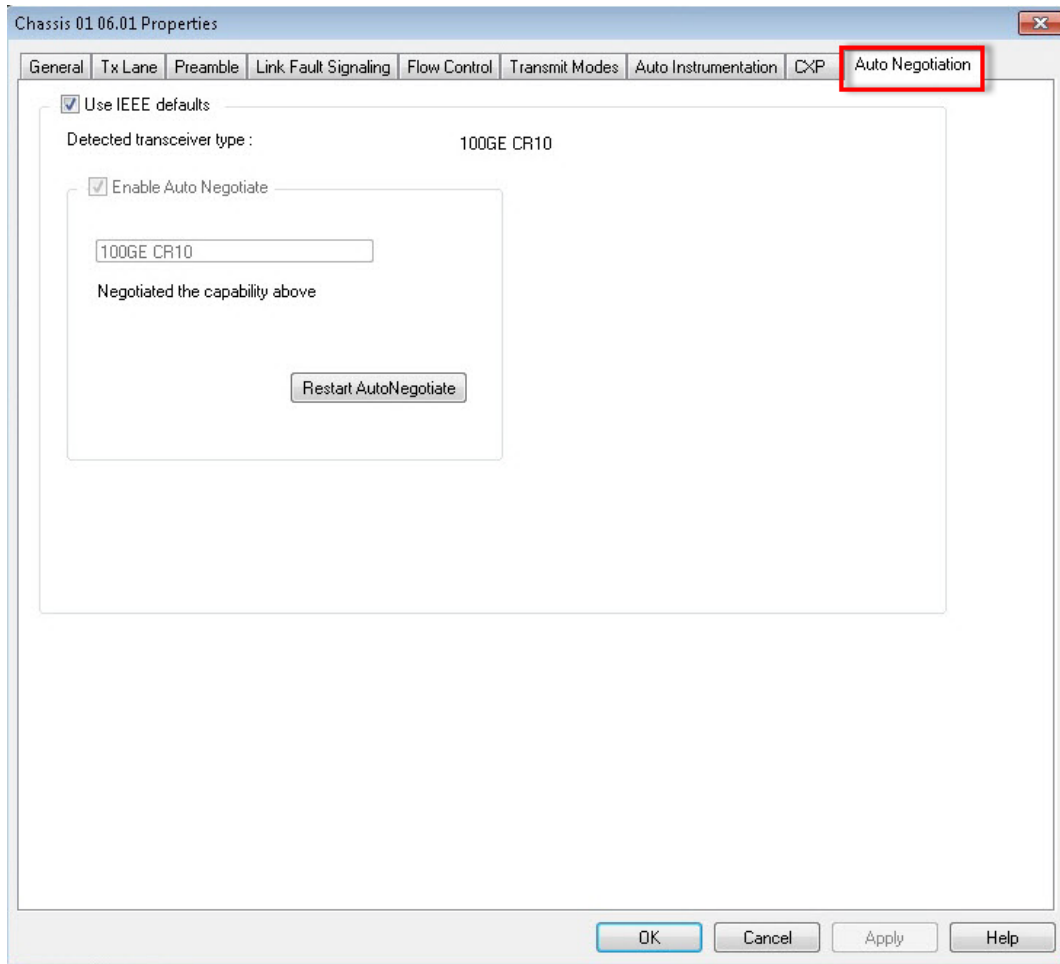 Chassis 01 06.01 Properties
General Tx Lane Preamble Link Fault Signaling Flow Control Transmit Modes Auto Instrumentation CXP Auto Negotiation
Use IEEE defaults
Detected transceiver type : 100GE CR10
Enable Auto Negotiate
100GE CR10
Negotiated the capability above
Restart AutoNegotiate
OK Cancel Apply Help